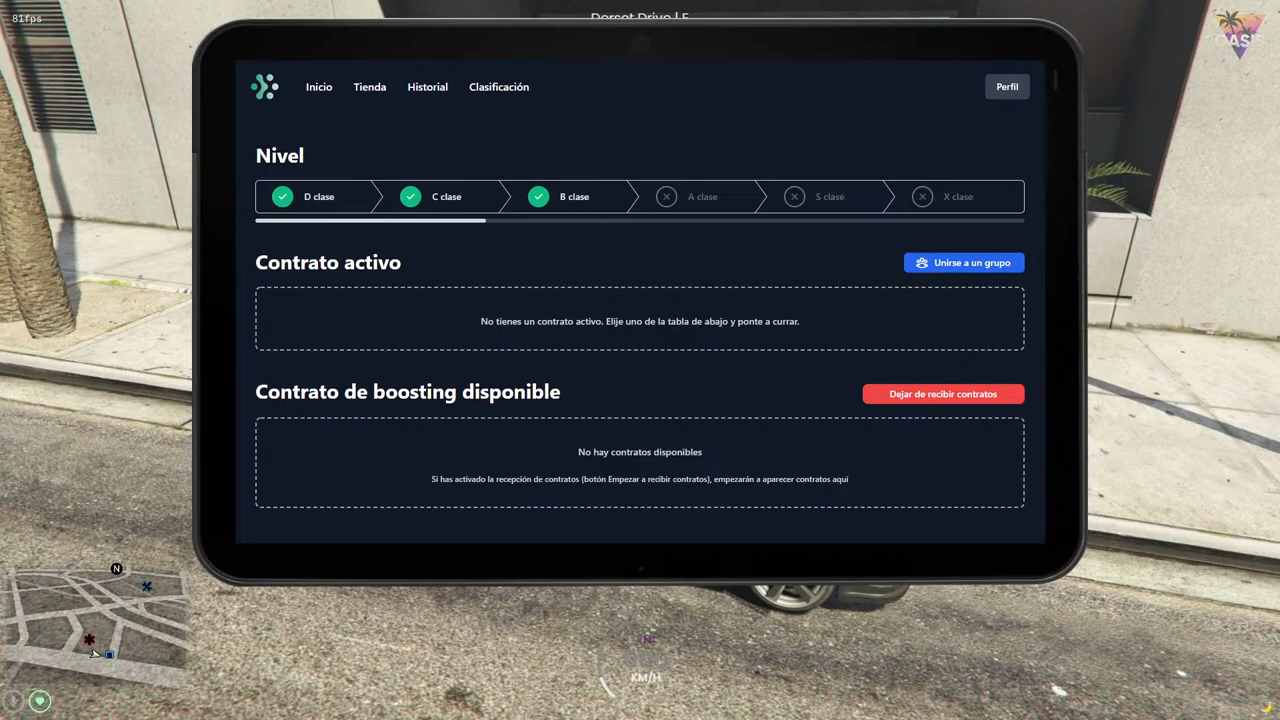 81fps
Dorset Drive | F
OASIS
Inicio
Tienda
Historial
Clasificación
Perfil
Nivel
D clase
C clase
B clase
A clase
S clase
X clase
Contrato activo
Unirse a un grupo
No tienes un contrato activo. Elije uno de la tabla de abajo y ponte a currar.
Contrato de boosting disponible
Dejar de recibir contratos
No hay contratos disponibles
Si has activado la recepción de contratos (botón Empezar a recibir contratos), empezarán a aparecer contratos aquí
N
N
KM/H